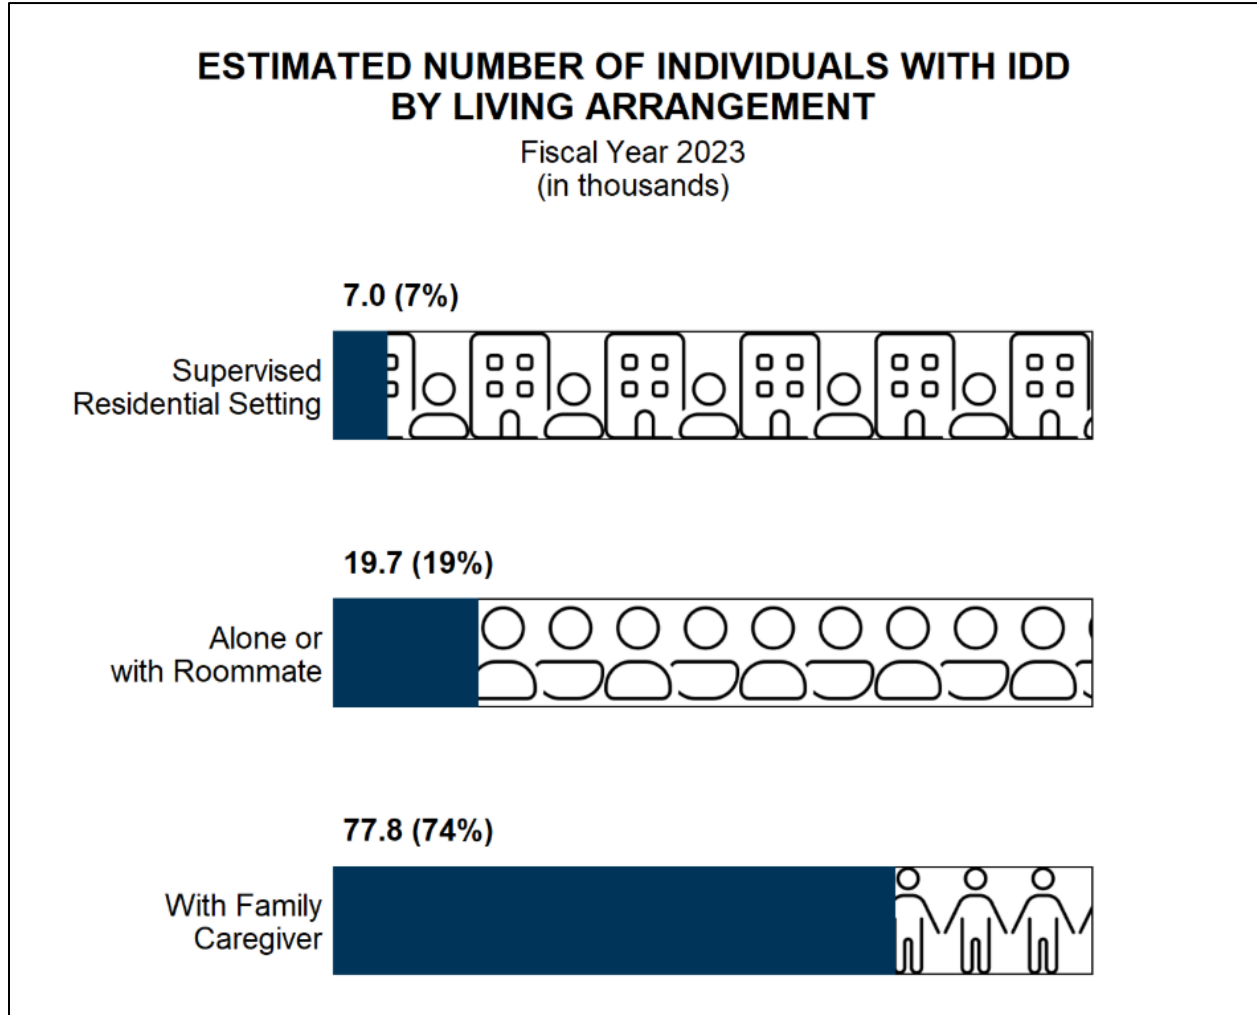 ESTIMATED NUMBER OF INDIVIDUALS WITH IDD
BY LIVING ARRANGEMENT
Fiscal Year 2023
(in thousands)
7.0 (7%)
Supervised
Residential Setting
19.7 (19%)
Alone or
with Roommate
77.8 (74%)
With Family
Caregiver